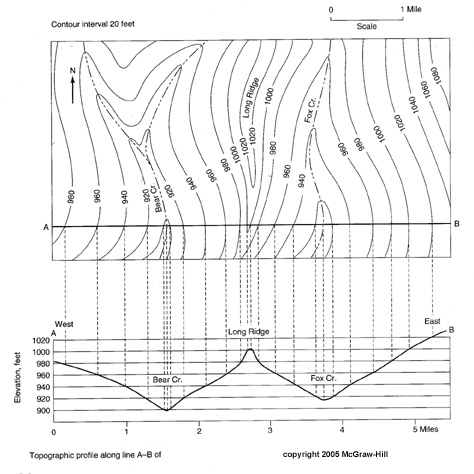 0 1 Mile
Contour interval 20 feet
Scale
N
Long Ridge
1000
1020
1020
1000
980
960
Fox Cr.
960
940
980
1000
1020
1040
1060
1080
960
960
940
920
Bear Cr.
920
940
960
980
1000
A B
West East
A B
Long Ridge
1020
1000
980
960
940
920
900
Elevation, feet
Bear Cr. Fox Cr.
0 1 2 3 4 5 Miles
Topographic profile along line A–B of copyright 2005 McGraw-Hill